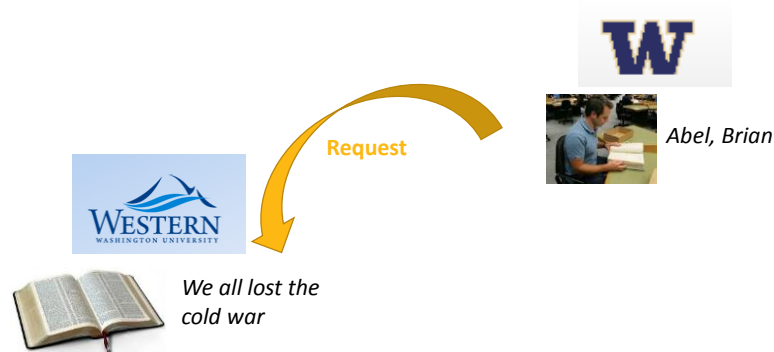 W
Abel, Brian
Request
WESTERN
WASHINGTON UNIVERSITY
We all lost the
cold war